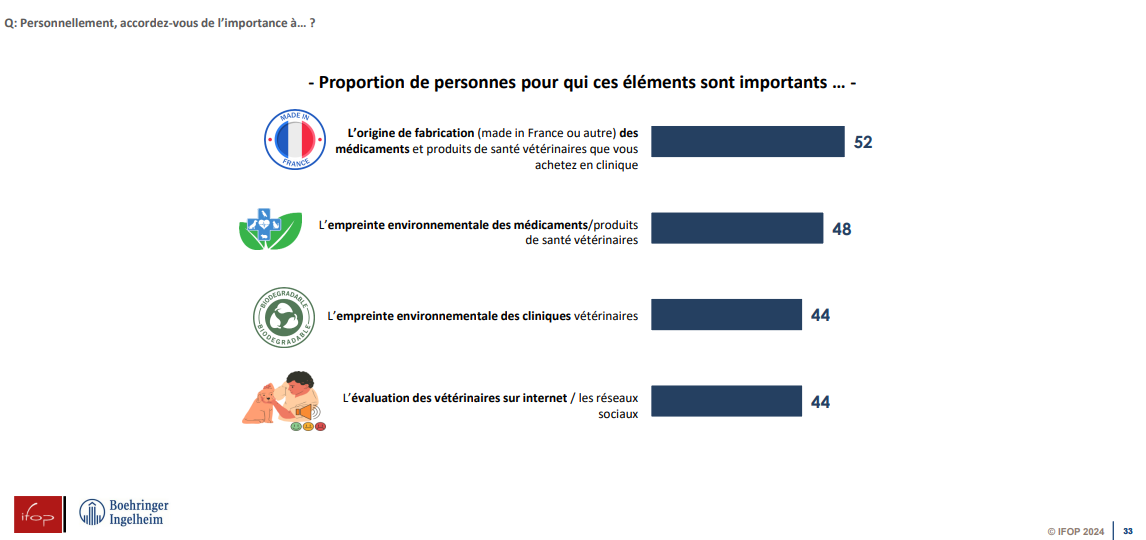 Q: Personnellement, accordez-vous de l’importance à… ?
- Proportion de personnes pour qui ces éléments sont importants … -
MADE IN
FRANCE
L’origine de fabrication (made in France ou autre) des
médicaments et produits de santé vétérinaires que vous
achetez en clinique
52
L’empreinte environnementale des médicaments/produits
de santé vétérinaires
48
BIODEGRADABLE
BIODEGRADABLE
L’empreinte environnementale des cliniques vétérinaires
44
L’évaluation des vétérinaires sur internet / les réseaux
sociaux
44
ifop
Boehringer
Ingelheim
© IFOP 2024
33